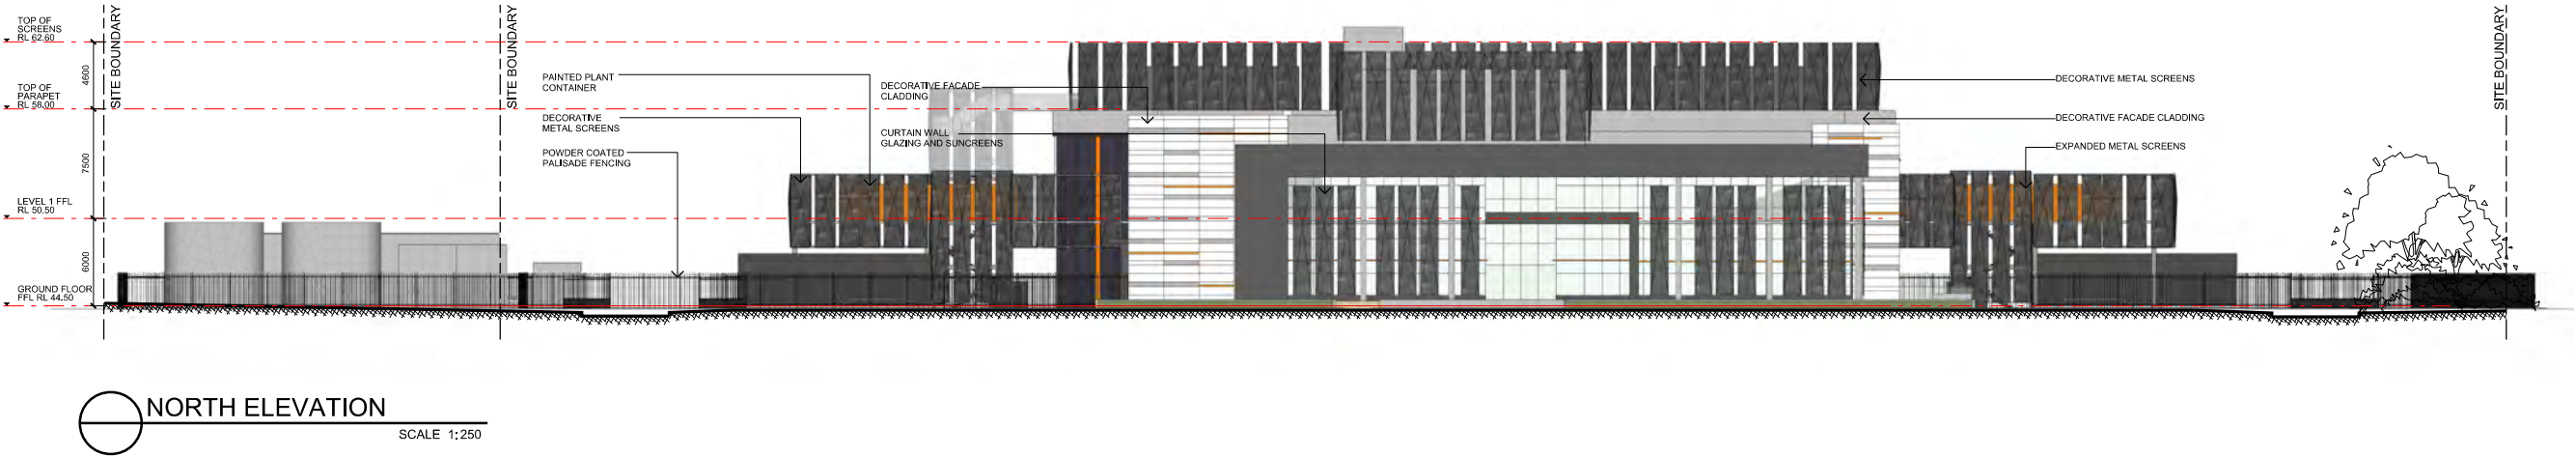 TOP OF
SCREENS
RL 62.60
4600
TOP OF
PARAPET
RL 58.00
7500
LEVEL 1 FFL
RL 50.50
6000
GROUND FLOOR
FFL RL 44.50
SITE BOUNDARY
SITE BOUNDARY
PAINTED PLANT
CONTAINER
DECORATIVE
METAL SCREENS
POWDER COATED
PALISADE FENCING
DECORATIVE FACADE
CLADDING
CURTAIN WALL
GLAZING AND SUNCREENS
DECORATIVE METAL SCREENS
DECORATIVE FACADE CLADDING
EXPANDED METAL SCREENS
SITE BOUNDARY
NORTH ELEVATION
SCALE 1:250